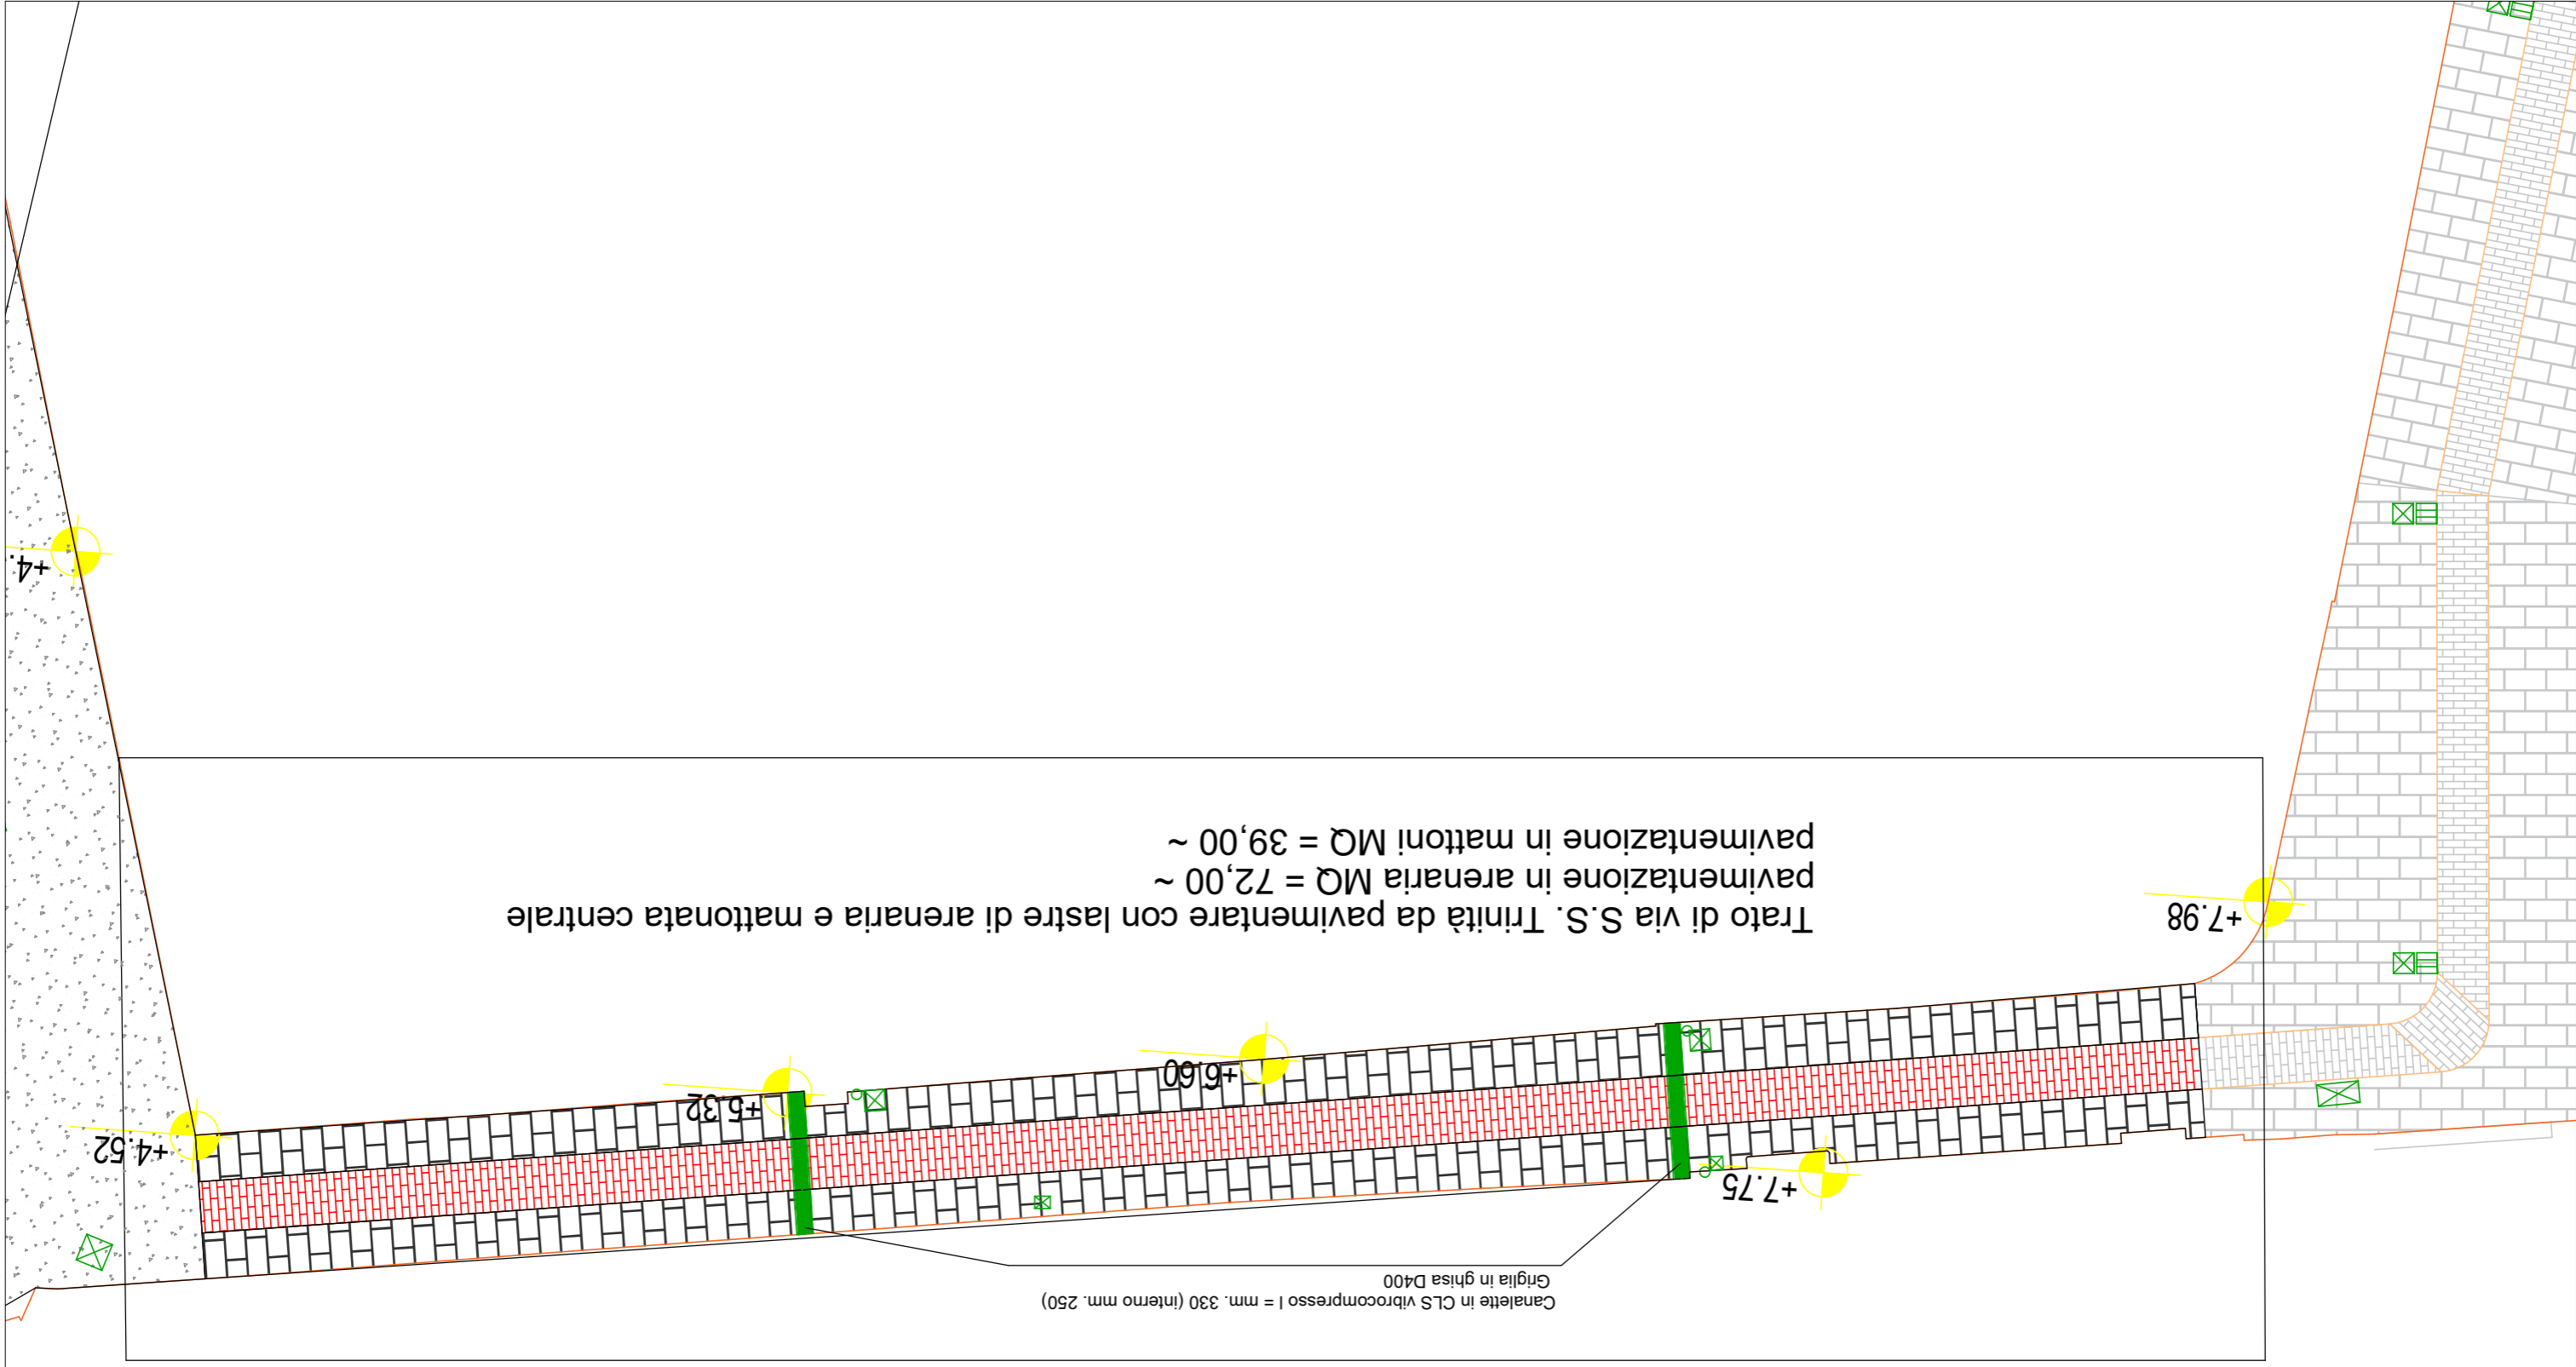 Canalette in CLS vibrocompresso l = mm. 330 (interno mm. 250)
Griglia in ghisa D400
+7.75
+4.52
+5.32
+6.60
+7.98
Trato di via S.S. Trinità da pavimentare con lastre di arenaria e mattonata centrale
pavimentazione in arenaria MQ = 72,00 ~
pavimentazione in mattoni MQ = 39,00 ~
+4.